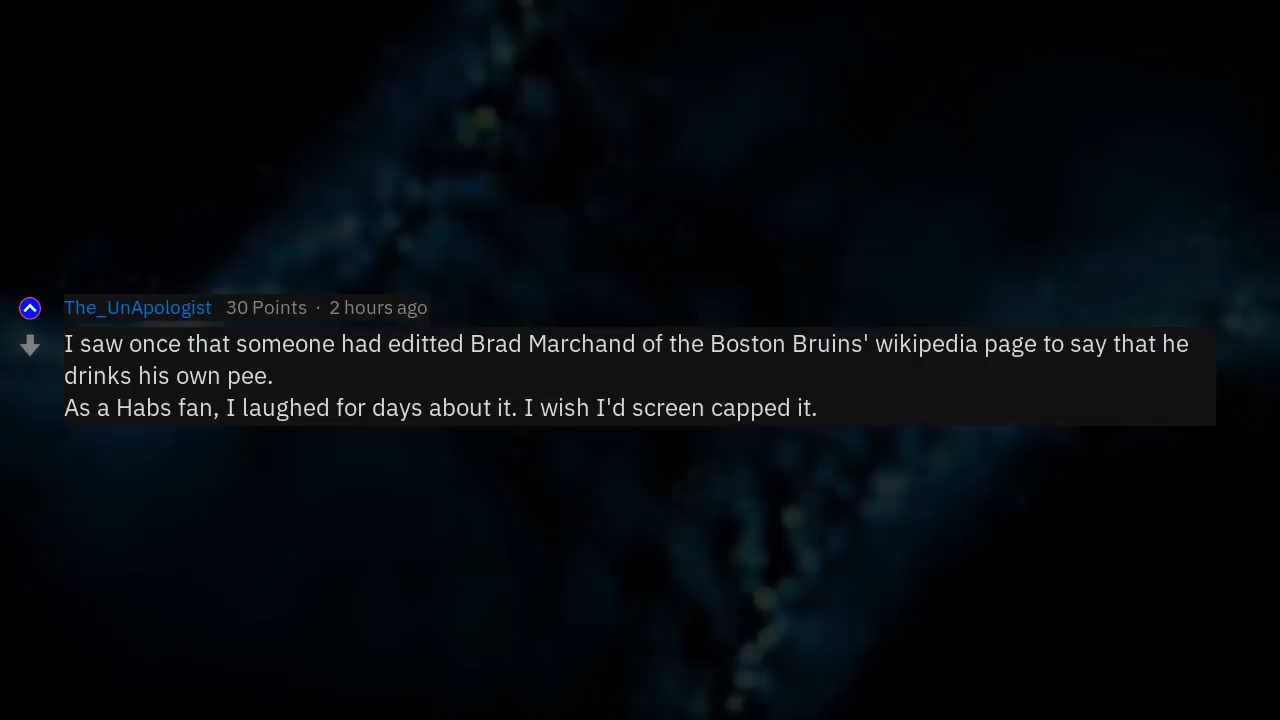 The_UnApologist 30 Points · 2 hours ago
I saw once that someone had editted Brad Marchand of the Boston Bruins' wikipedia page to say that he
drinks his own pee.
As a Habs fan, I laughed for days about it. I wish I'd screen capped it.